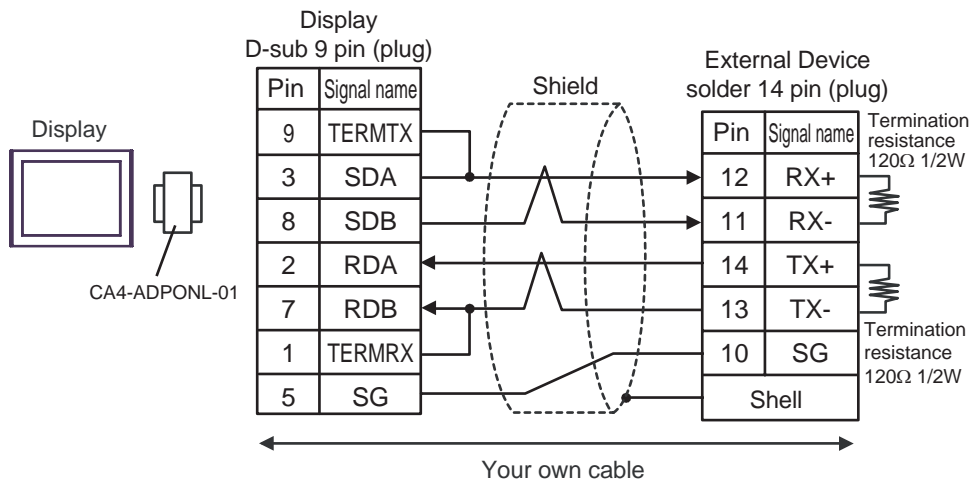 Display
D-sub 9 pin (plug)
Pin Signal name
9 TERMTX
3 SDA
8 SDB
2 RDA
7 RDB
1 TERMRX
5 SG
Display
CA4-ADPONL-01
Shield
External Device
solder 14 pin (plug)
Pin Signal name
12 RX+
11 RX-
14 TX+
13 TX-
10 SG
Shell
Termination
resistance
120Ω 1/2W
Termination
resistance
120Ω 1/2W
Your own cable